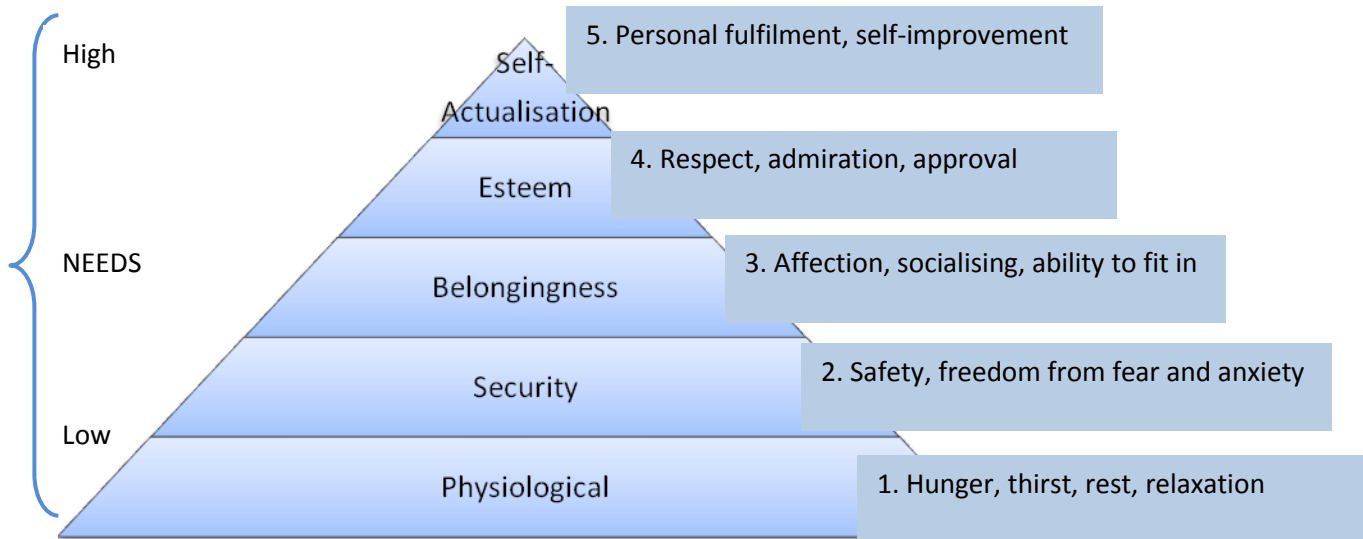 High
5. Personal fulfilment, self-improvement
Self-
Actualisation
4. Respect, admiration, approval
Esteem
NEEDS
3. Affection, socialising, ability to fit in
Belongingness
2. Safety, freedom from fear and anxiety
Security
Low
1. Hunger, thirst, rest, relaxation
Physiological